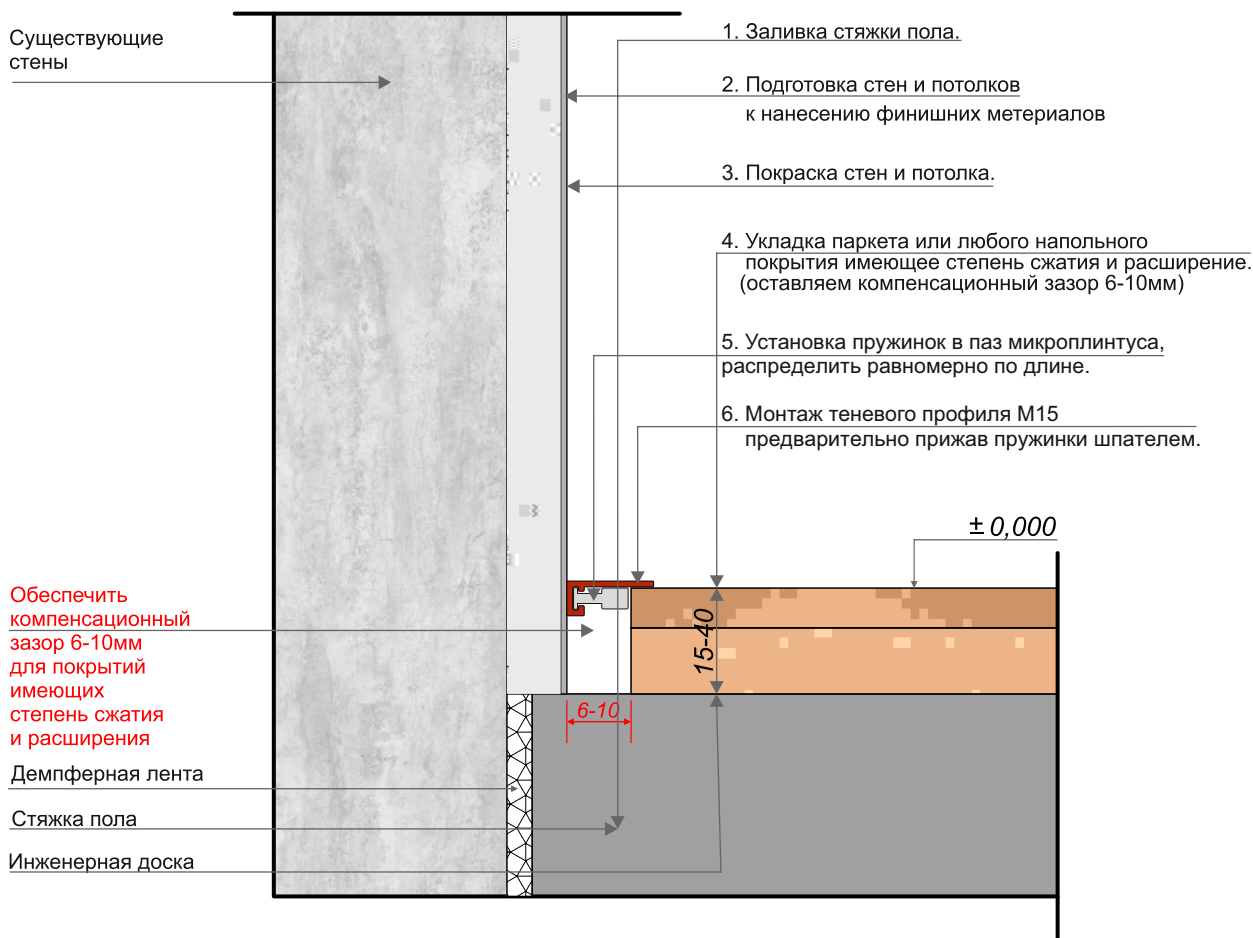 Существующие
стены
1. Заливка стяжки пола.
2. Подготовка стен и потолков
к нанесению финишних метериалов
3. Покраска стен и потолка.
4. Укладка паркета или любого напольного
покрытия имеющее степень сжатия и расширение.
(оставляем компенсационный зазор 6-10мм)
5. Установка пружинок в паз микроплинтуса,
распределить равномерно по длине.
6. Монтаж теневого профиля М15
предварительно прижав пружинки шпателем.
± 0,000
15-40
6-10
Обеспечить
компенсационный
зазор 6-10мм
для покрытий
имеющих
степень сжатия
и расширения
Демпферная лента
Стяжка пола
Инженерная доска